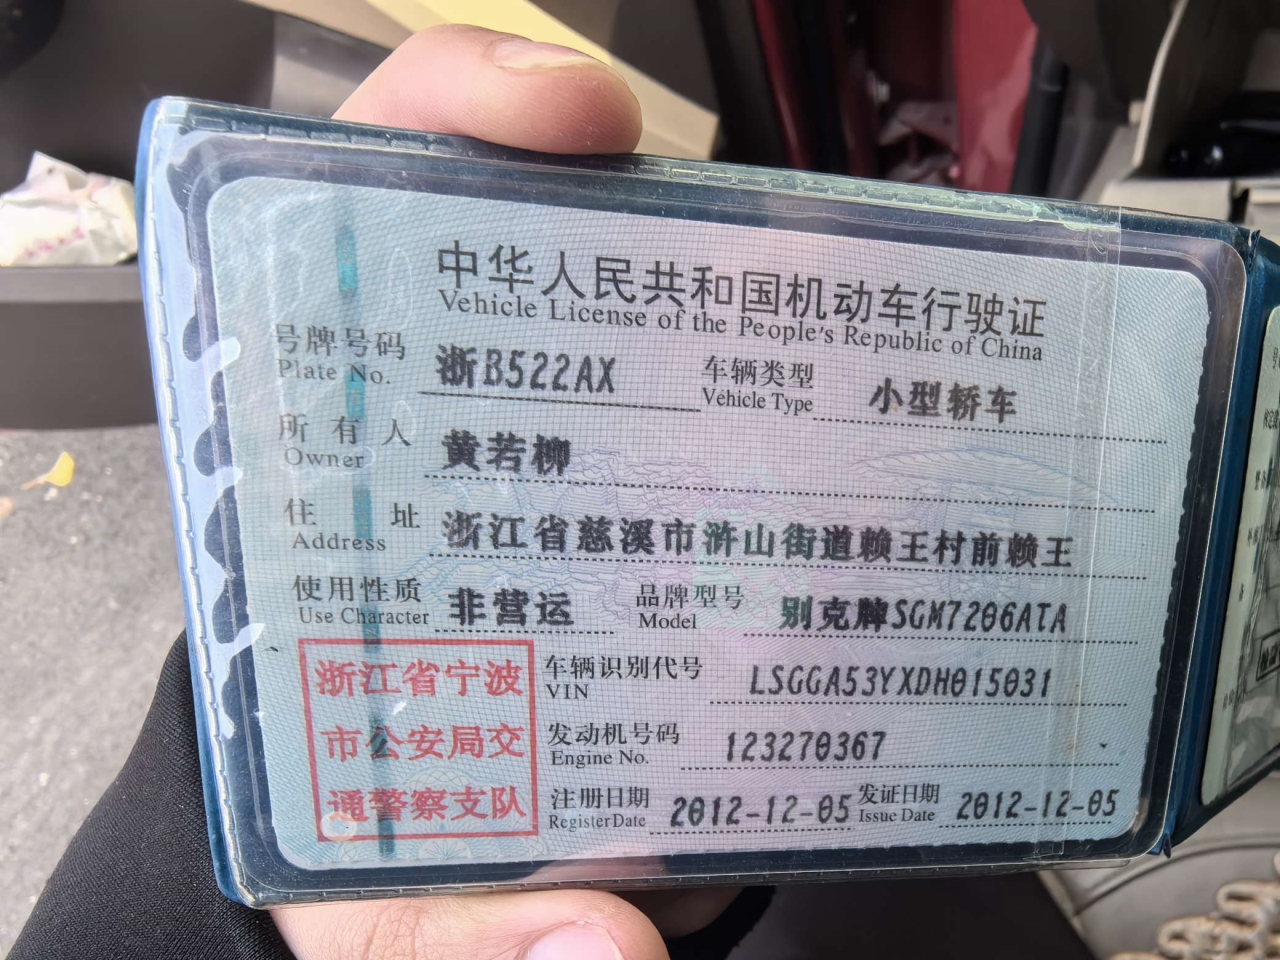 中华人民共和国机动车行驶证
Vehicle License of the People's Republic of China
号牌号码 浙B522AX 车辆类型 小型轿车
Plate No. Vehicle Type
所有人 黄若柳
Owner
住址 浙江省慈溪市浒山街道赖王村前赖王
Address
使用性质 非营运 品牌型号 别克牌SGM7206ATA
Use Character Model
浙江省宁波
市公安局交
通警察支队
车辆识别代号 LSGGA53YXDH015031
VIN
发动机号码 123270367
Engine No.
注册日期 2012-12-05 发证日期 2012-12-05
Register Date Issue Date